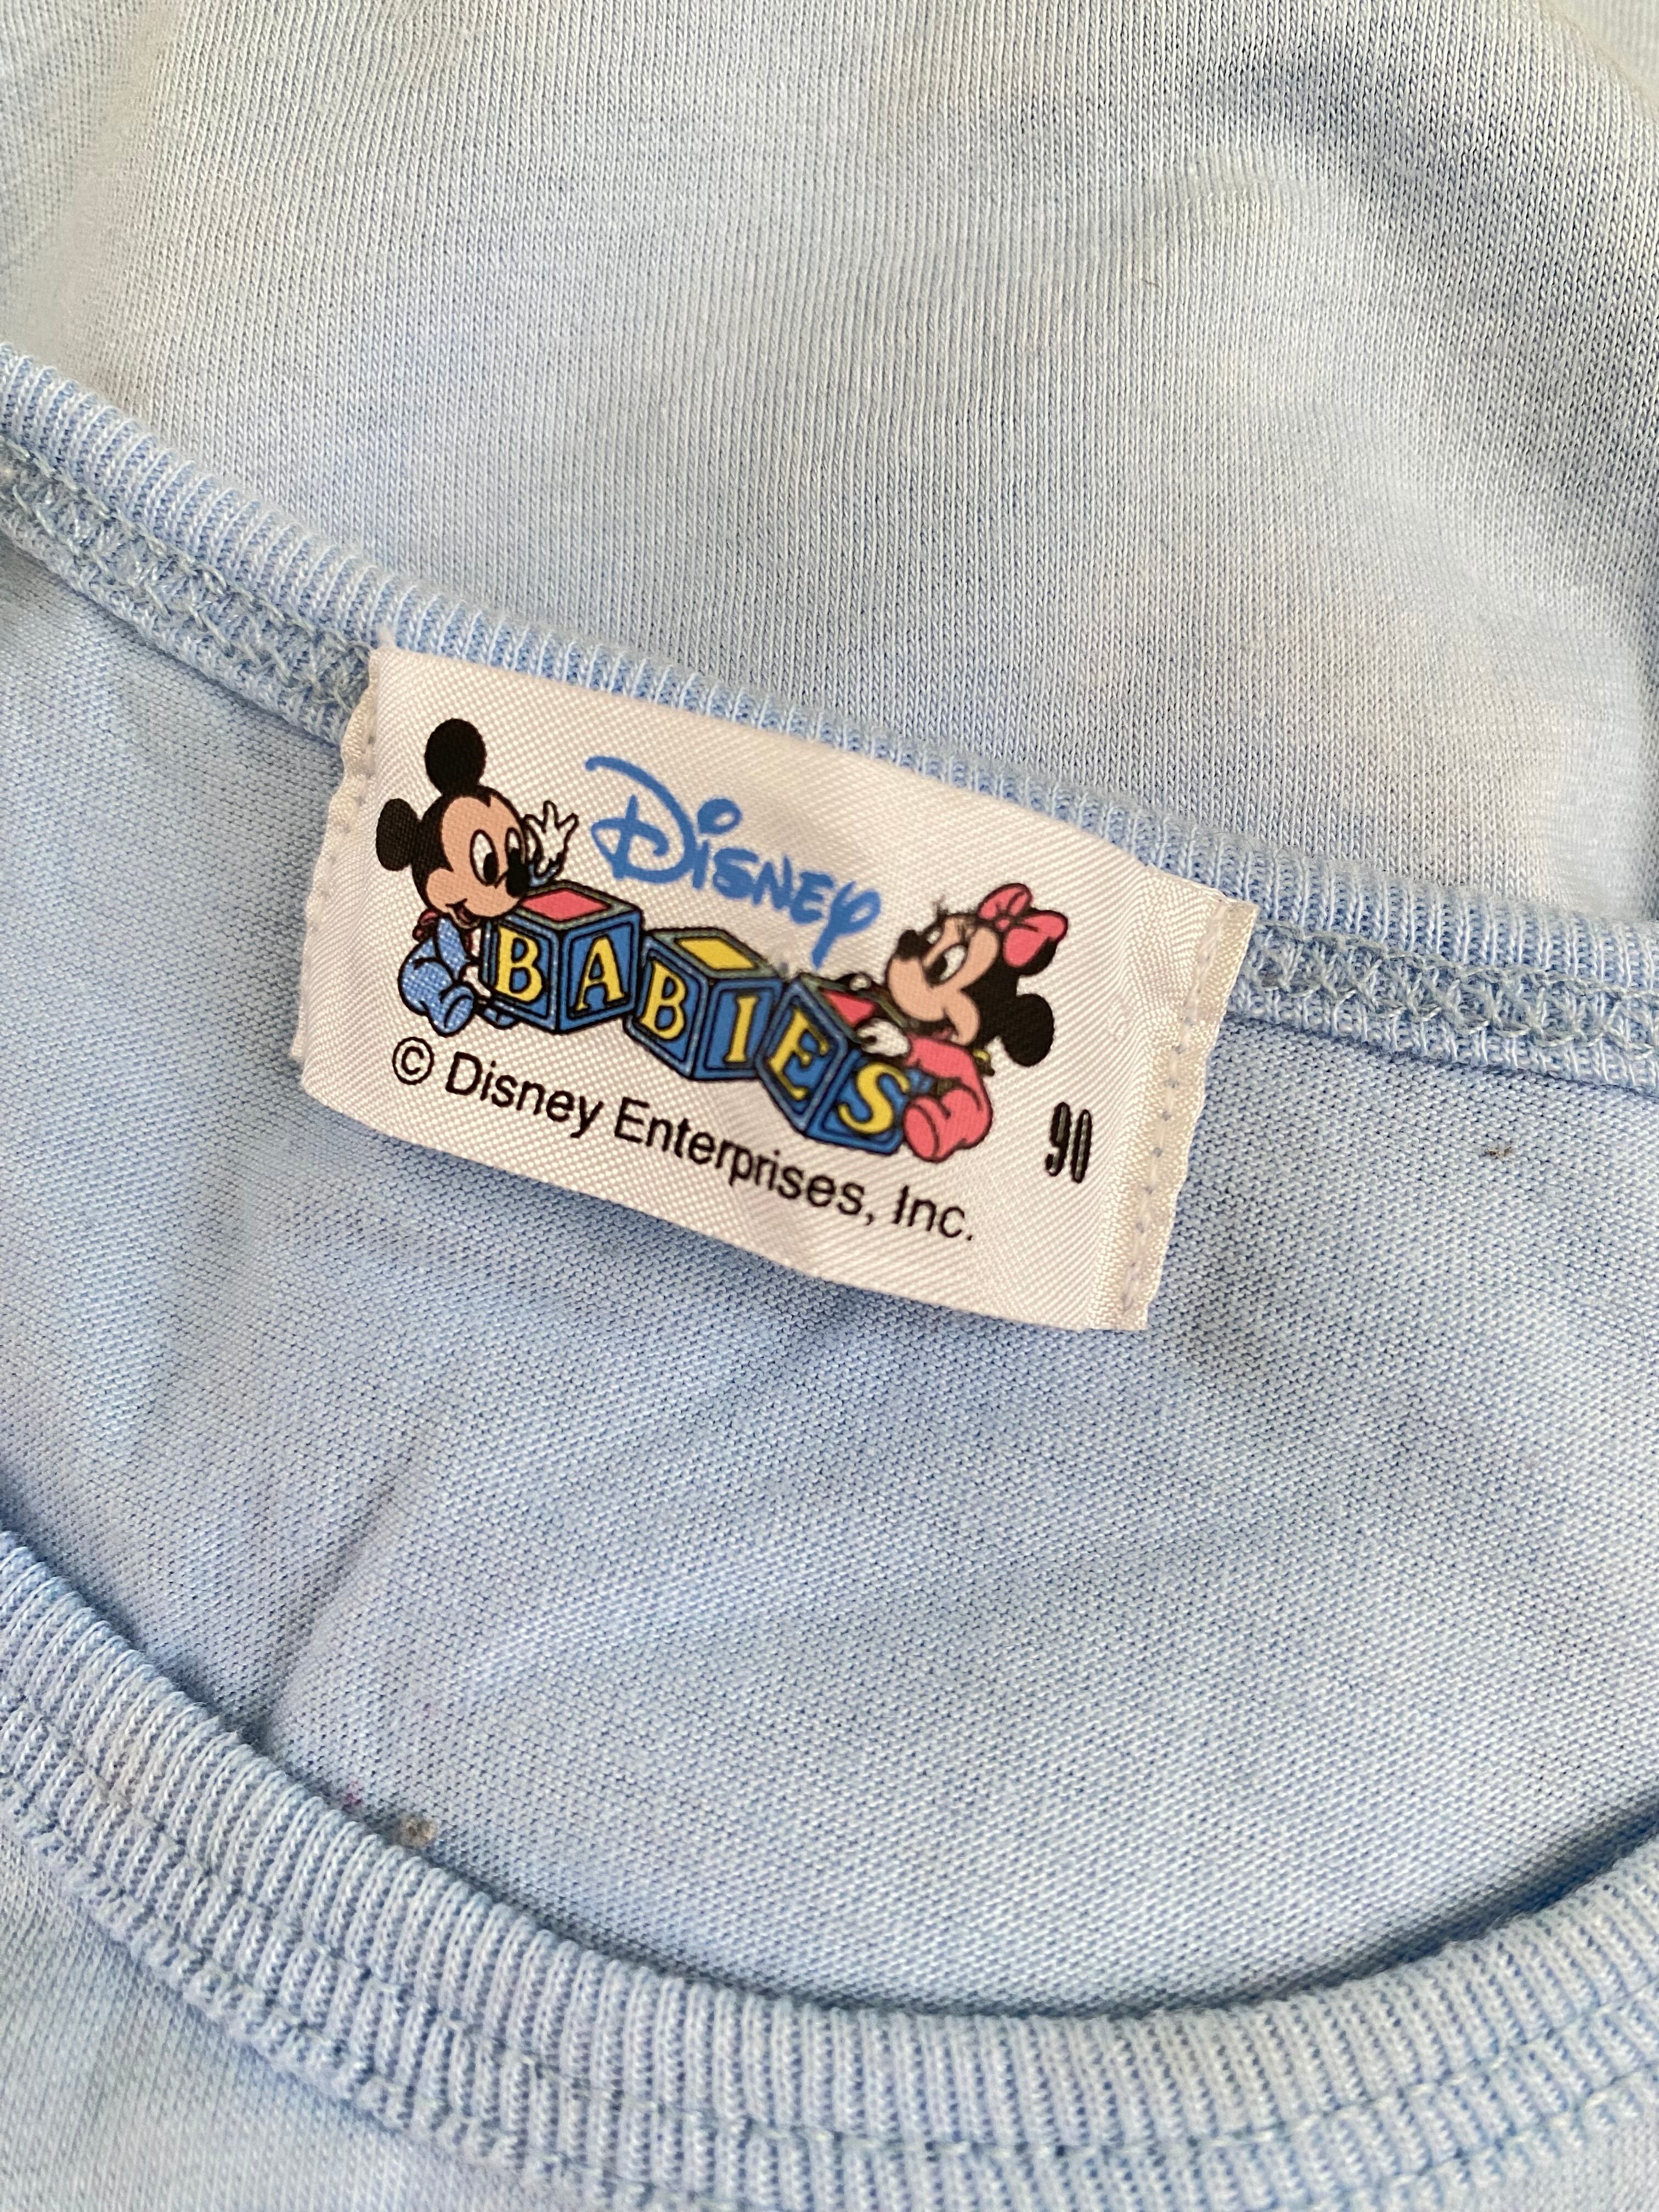 Disney
BABIES
© Disney Enterprises, Inc.
90